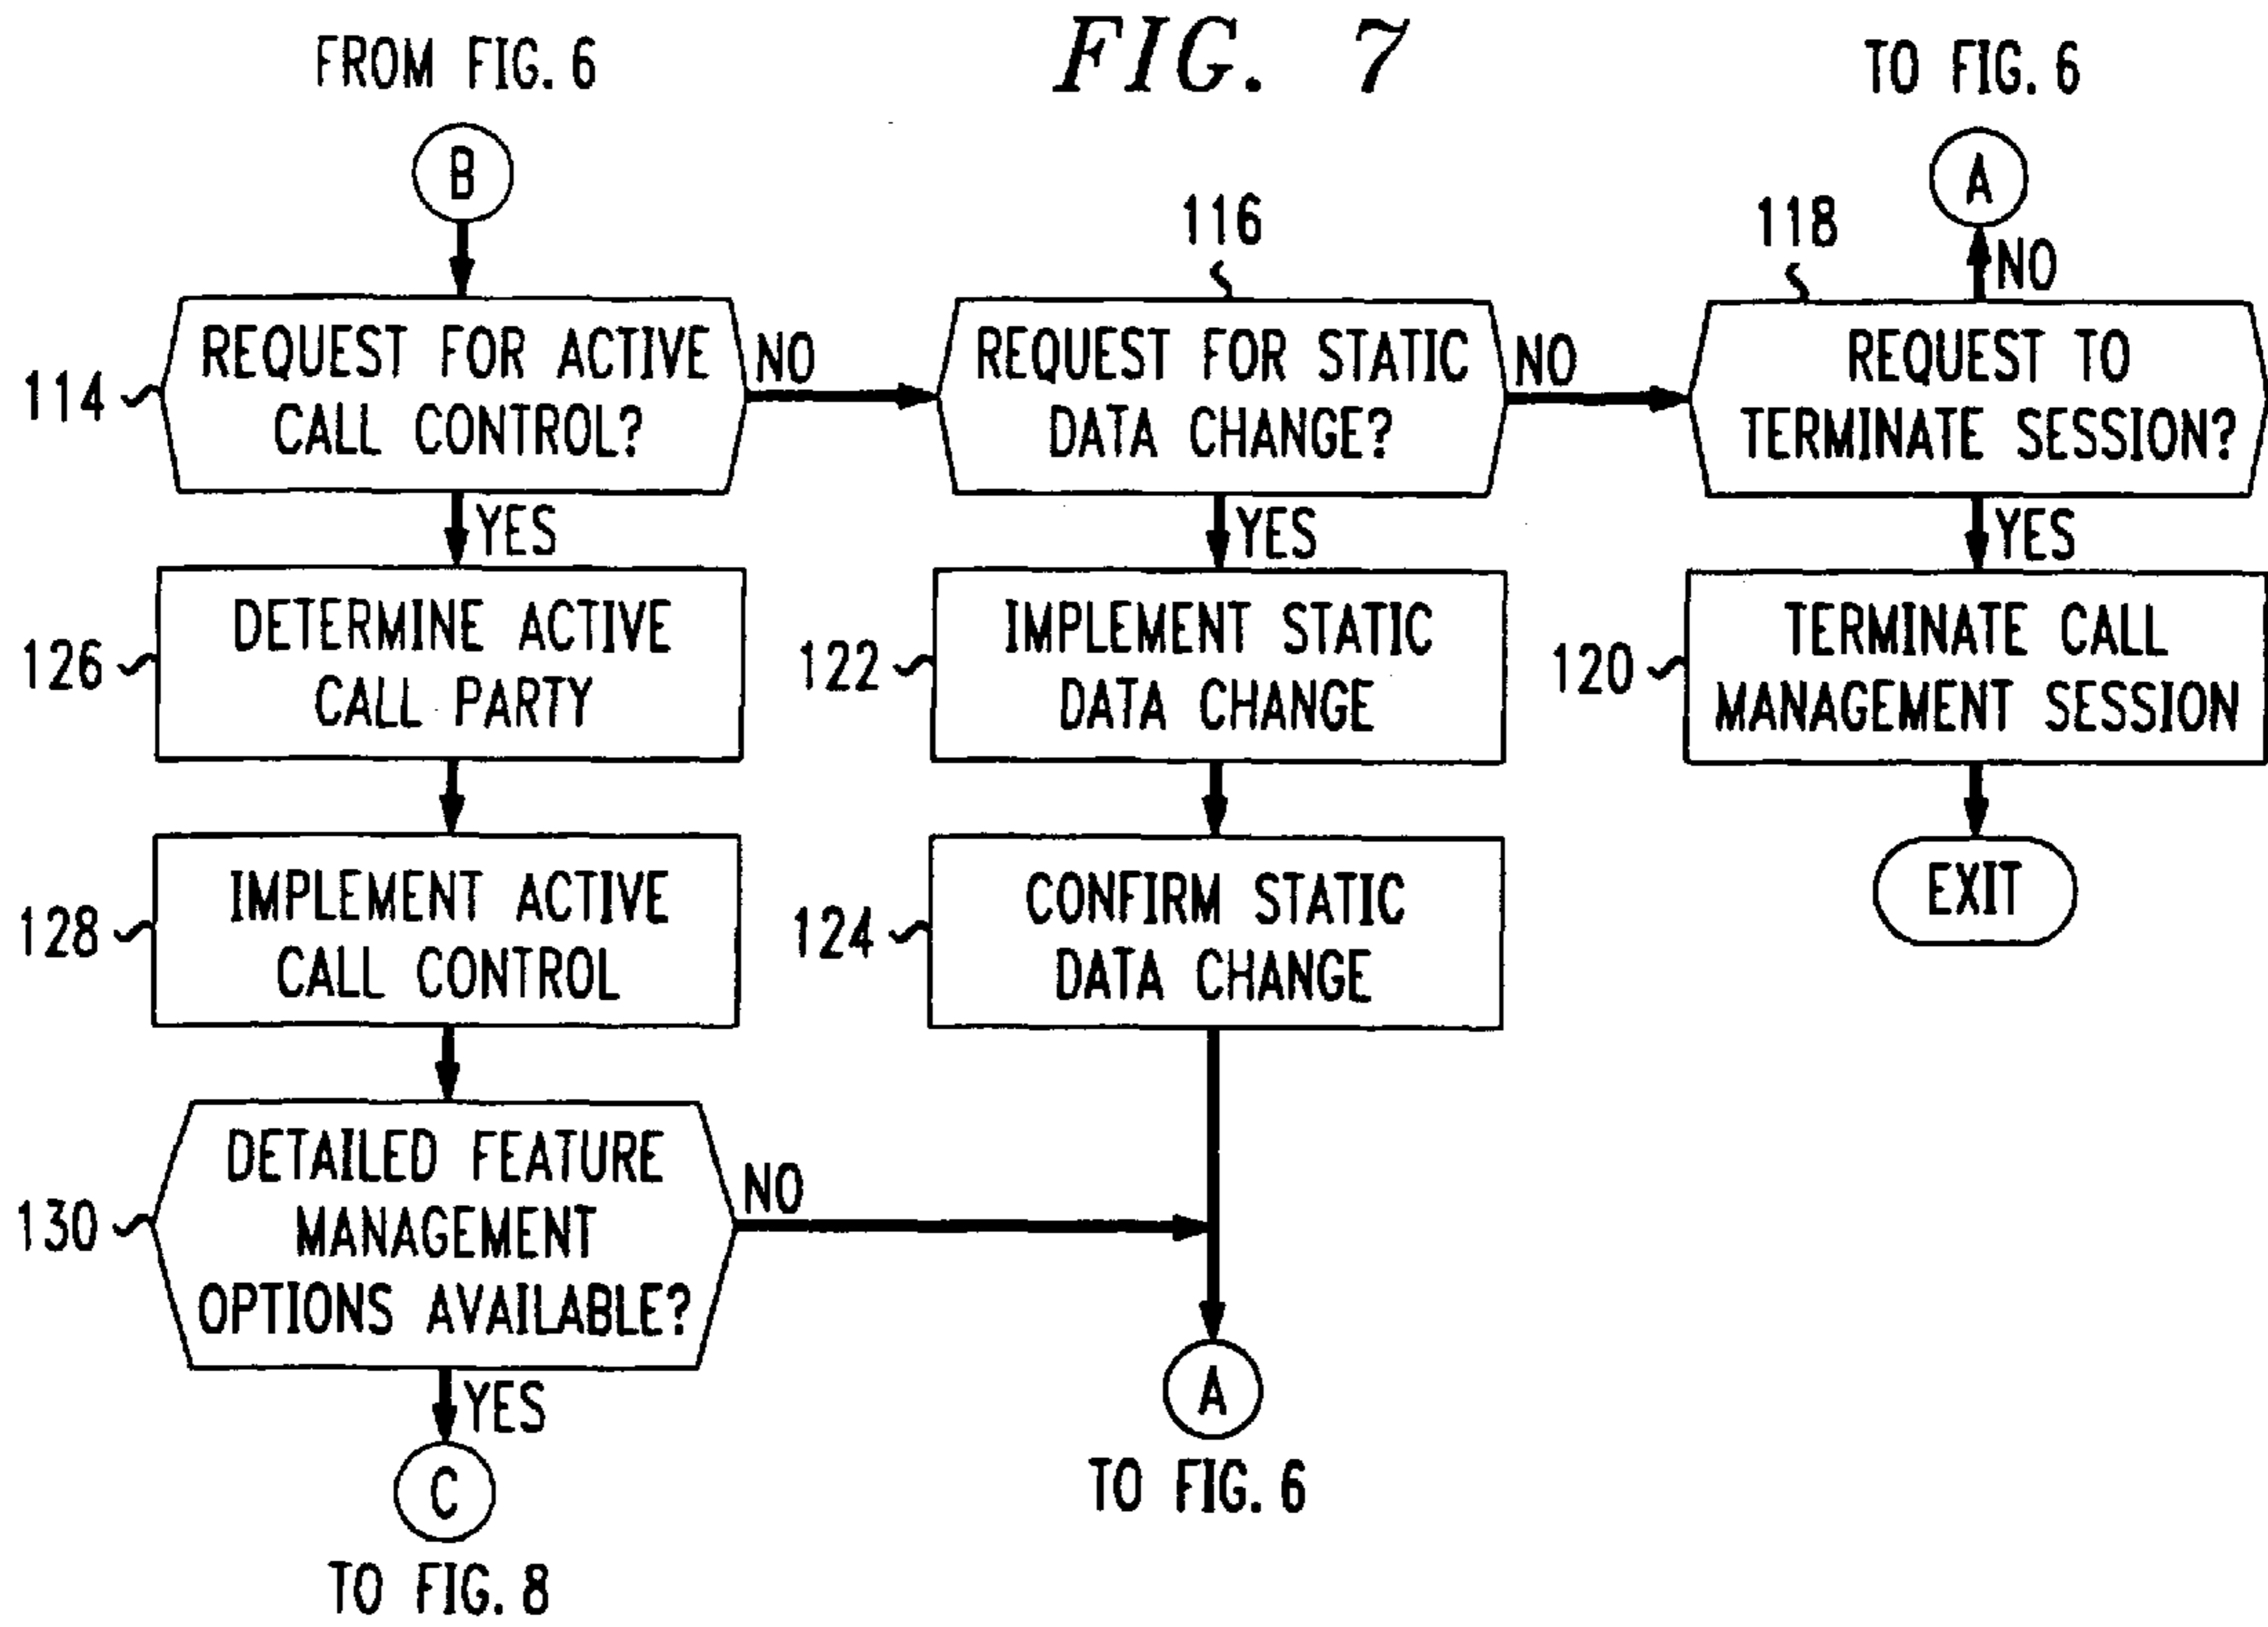 FIG. 7
FROM FIG. 6
TO FIG. 6
B
A
116
118
NO
114
REQUEST FOR ACTIVE
CALL CONTROL?
NO
REQUEST FOR STATIC
DATA CHANGE?
NO
REQUEST TO
TERMINATE SESSION?
YES
YES
YES
126
DETERMINE ACTIVE
CALL PARTY
122
IMPLEMENT STATIC
DATA CHANGE
120
TERMINATE CALL
MANAGEMENT SESSION
128
IMPLEMENT ACTIVE
CALL CONTROL
124
CONFIRM STATIC
DATA CHANGE
EXIT
130
DETAILED FEATURE
MANAGEMENT
OPTIONS AVAILABLE?
NO
YES
A
TO FIG. 6
C
TO FIG. 8